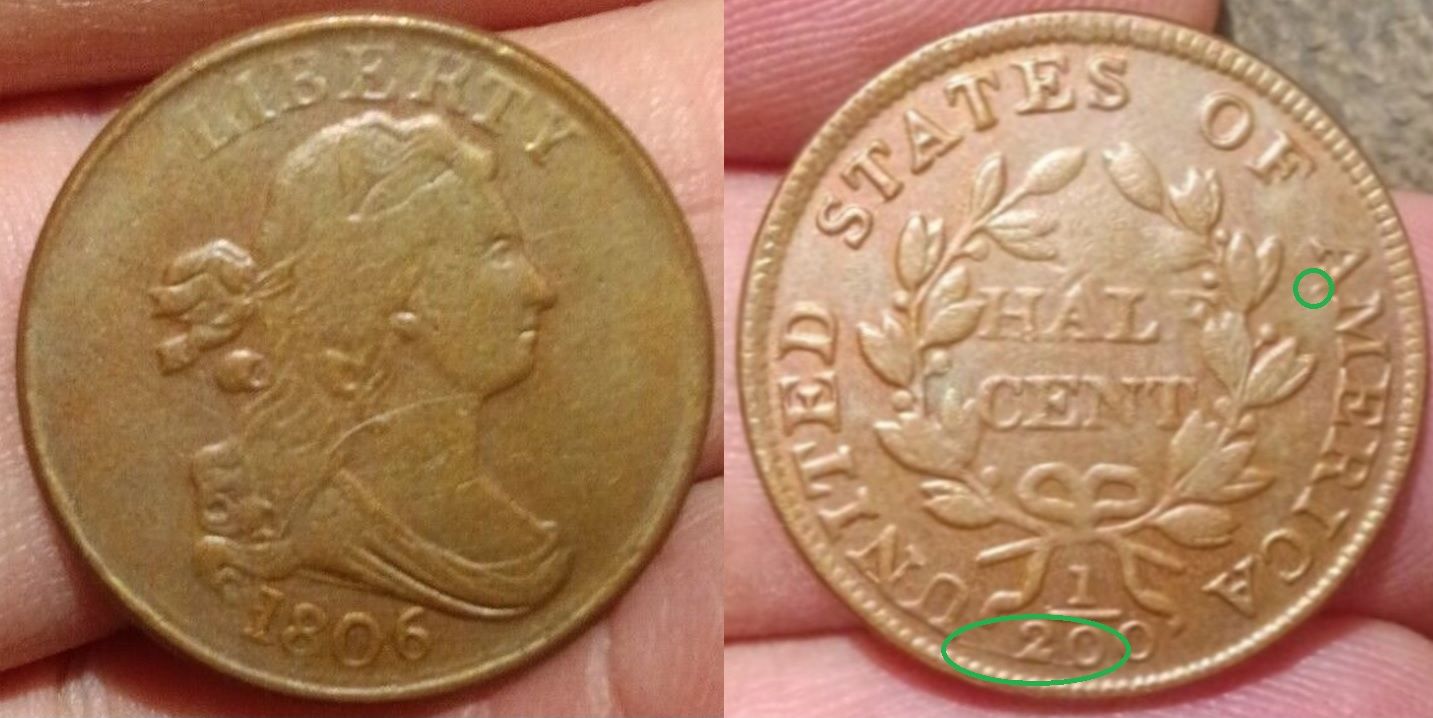 LIBERTY
1806
UNITED STATES OF AMERICA
HALF
CENT
1
200